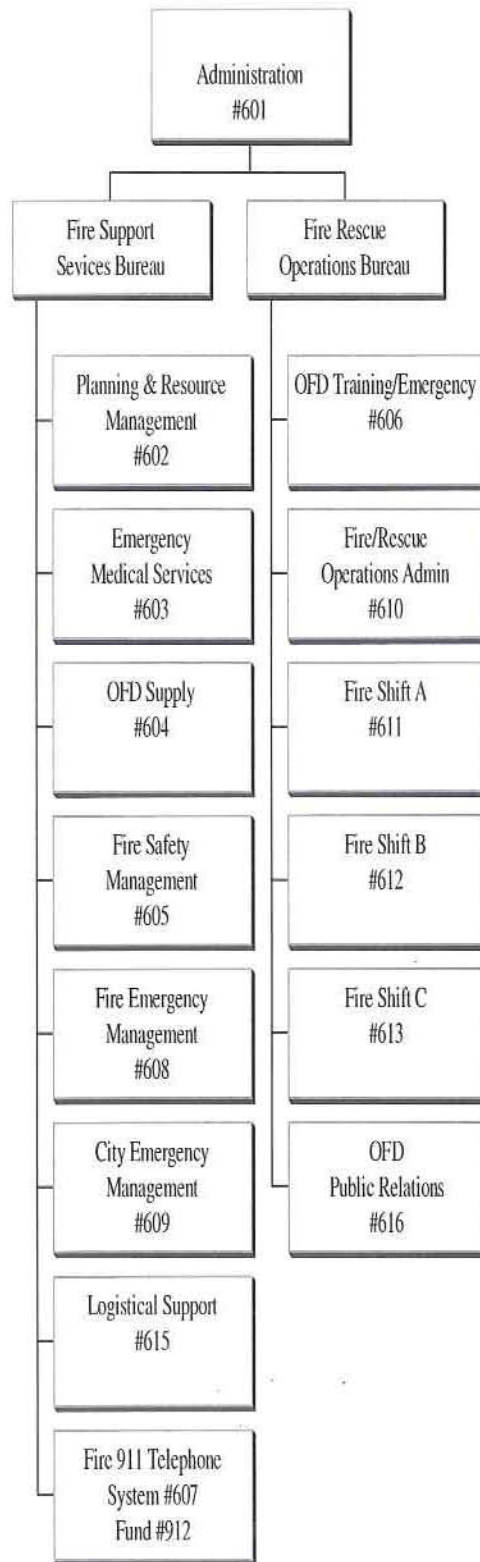 Administration
#601
Fire Support
Sevices Bureau
Fire Rescue
Operations Bureau
Planning & Resource
Management
#602
Emergency
Medical Services
#603
OFD Supply
#604
Fire Safety
Management
#605
Fire Emergency
Management
#608
City Emergency
Management
#609
Logistical Support
#615
Fire 911 Telephone
System #607
Fund #912
OFD Training/Emergency
#606
Fire/Rescue
Operations Admin
#610
Fire Shift A
#611
Fire Shift B
#612
Fire Shift C
#613
OFD
Public Relations
#616